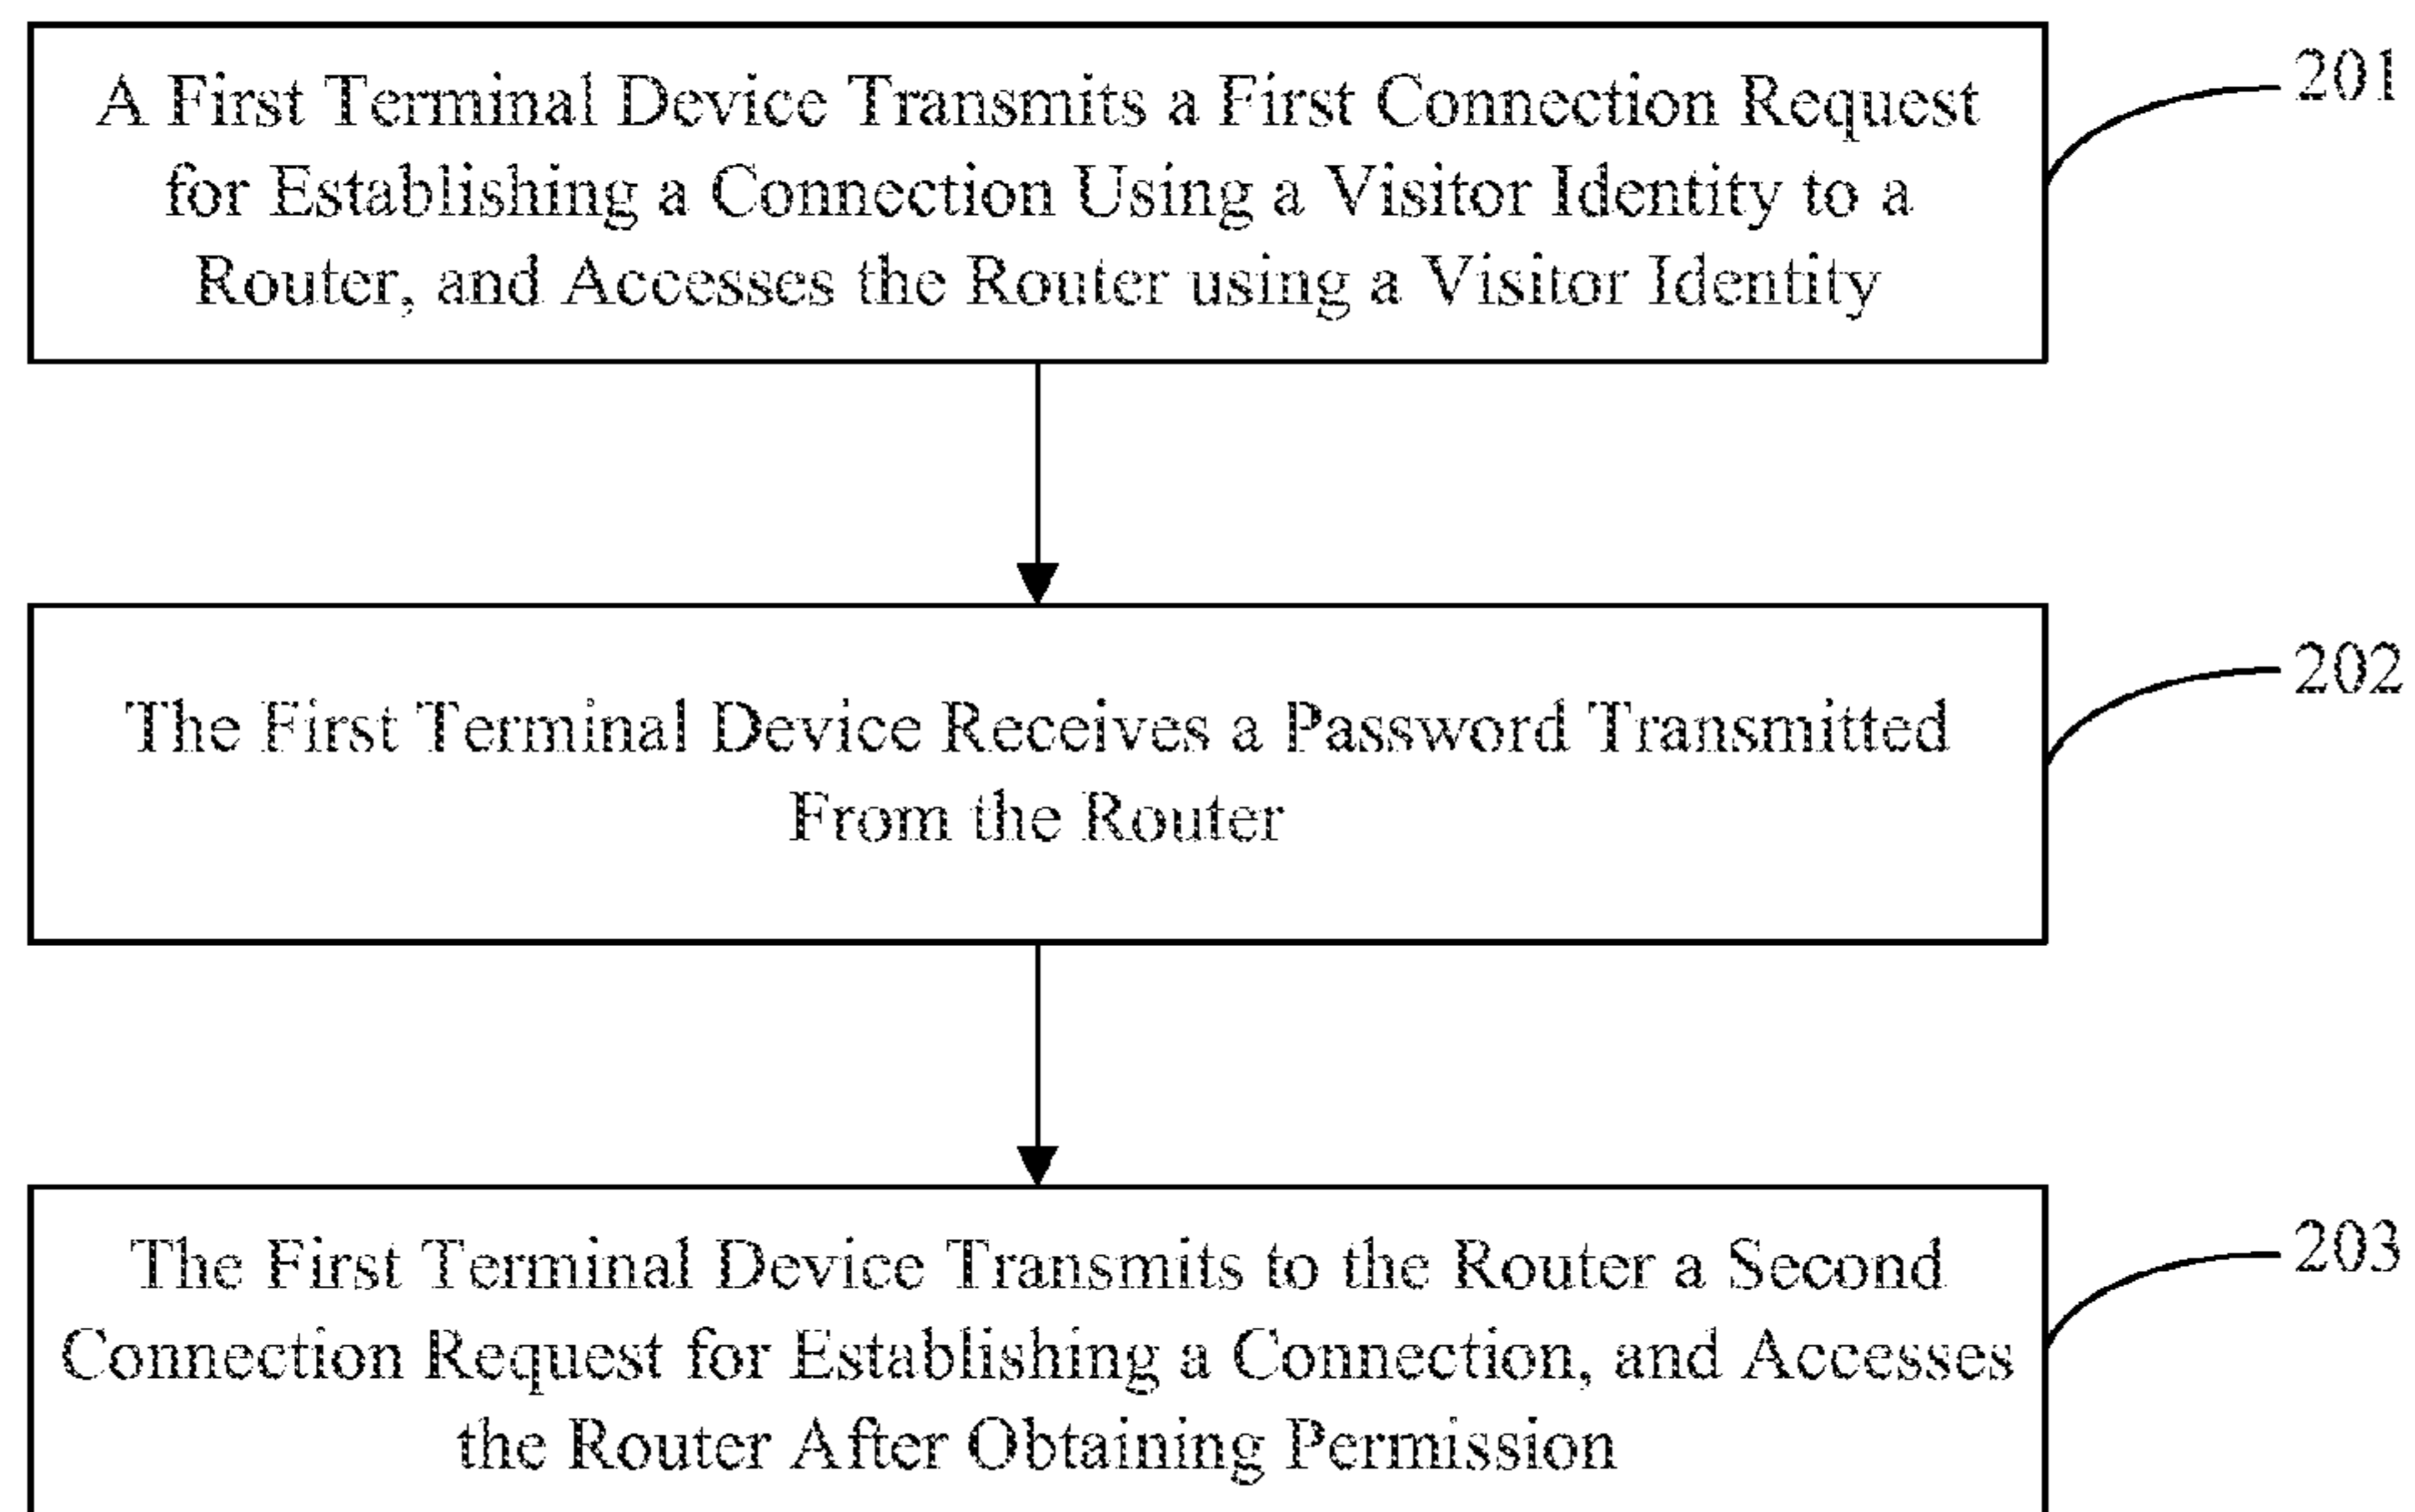 A First Terminal Device Transmits a First Connection Request
for Establishing a Connection Using a Visitor Identity to a
Router, and Accesses the Router using a Visitor Identity
201
The First Terminal Device Receives a Password Transmitted
From the Router
202
The First Terminal Device Transmits to the Router a Second
Connection Request for Establishing a Connection, and Accesses
the Router After Obtaining Permission
203